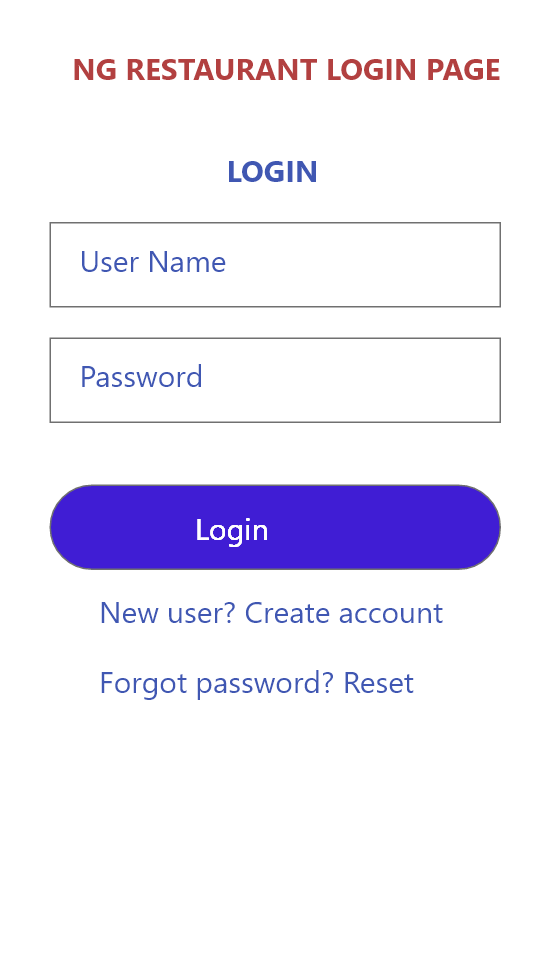 NG RESTAURANT LOGIN PAGE
LOGIN
User Name
Password
Login
New user? Create account
Forgot password? Reset